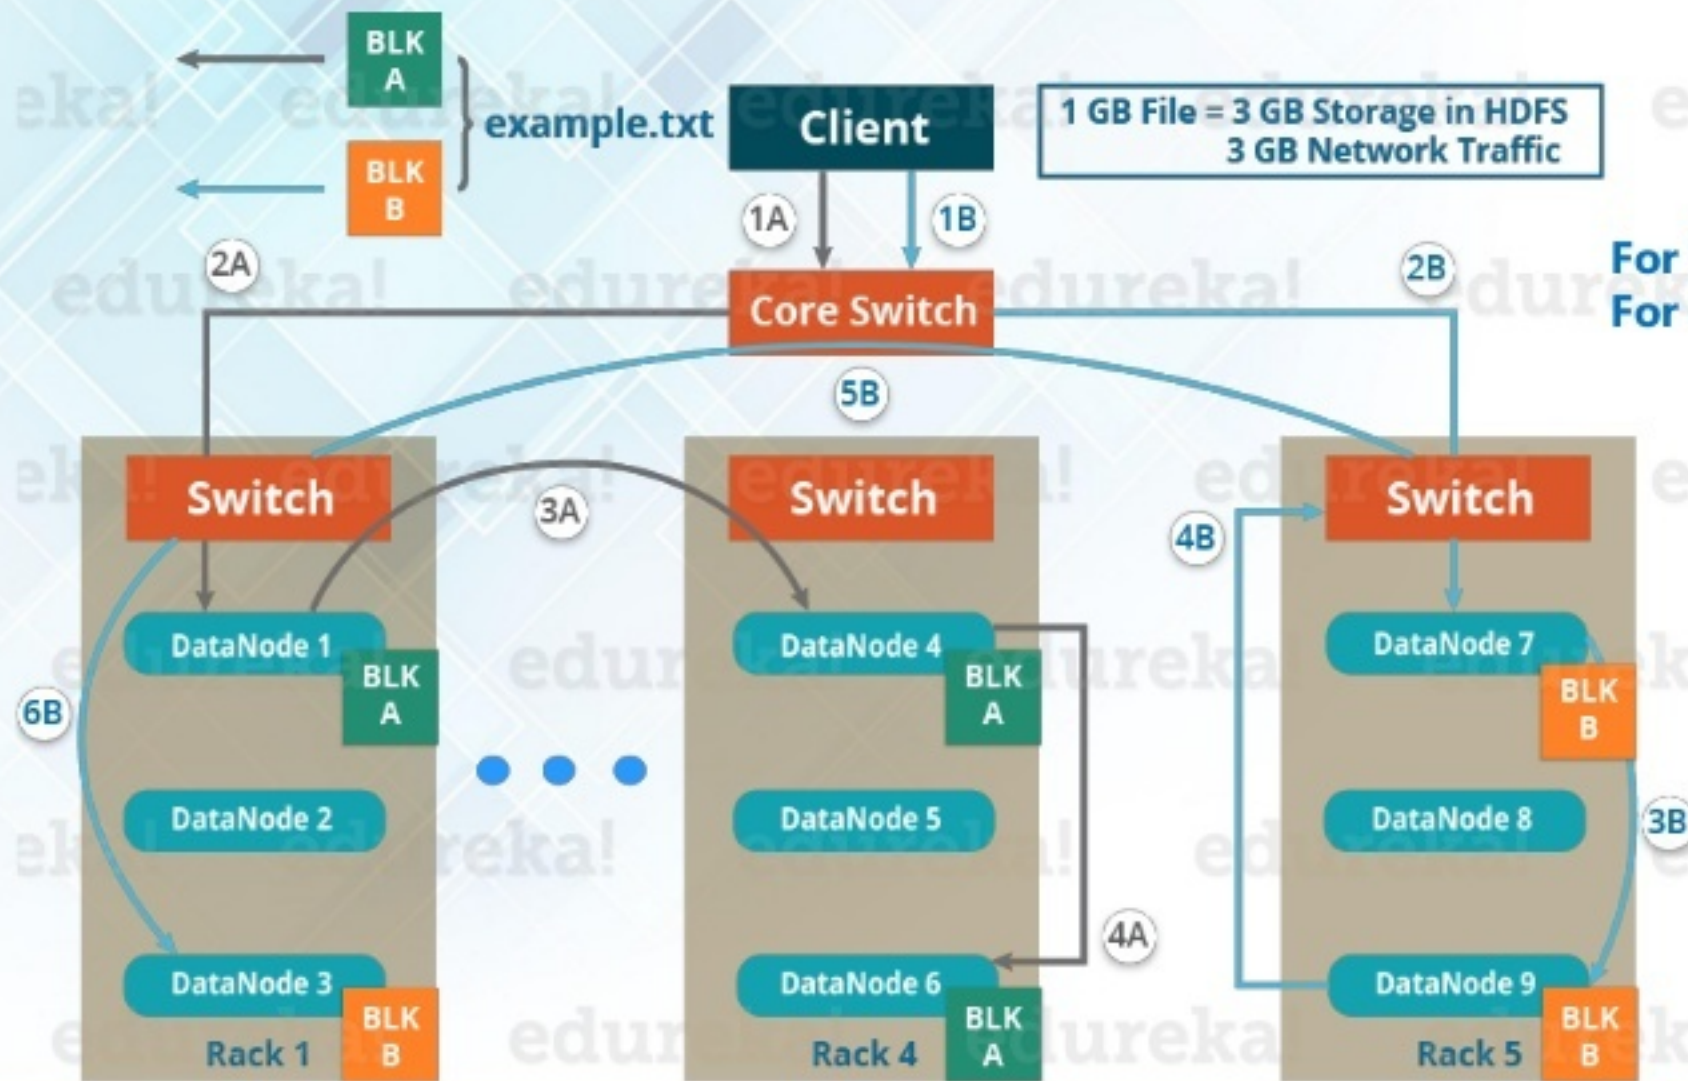 BLK
A
BLK
B
example.txt
Client
1 GB File = 3 GB Storage in HDFS
3 GB Network Traffic
1A
1B
2A
2B
For
For
Core Switch
5B
Switch
Switch
Switch
3A
4B
DataNode 1
BLK
A
DataNode 4
BLK
A
DataNode 7
BLK
B
6B
DataNode 2
DataNode 5
DataNode 8
3B
4A
DataNode 3
BLK
B
DataNode 6
BLK
A
DataNode 9
BLK
B
Rack 1
Rack 4
Rack 5
edureka!